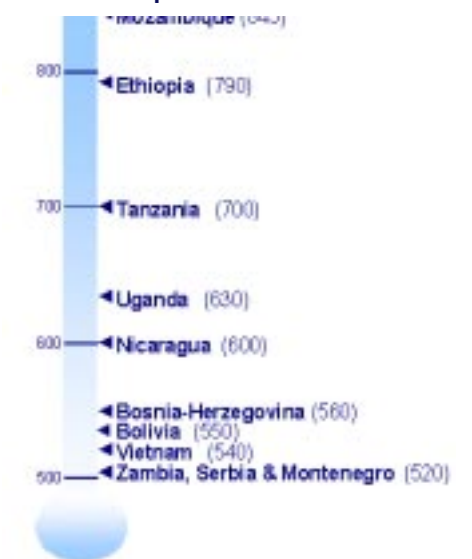 800
Ethiopia (790)
700 Tanzania (700)
Uganda (630)
600 Nicaragua (600)
Bosnia-Herzegovina (560)
Bolivia (550)
Vietnam (540)
Zambia, Serbia & Montenegro (520)
500